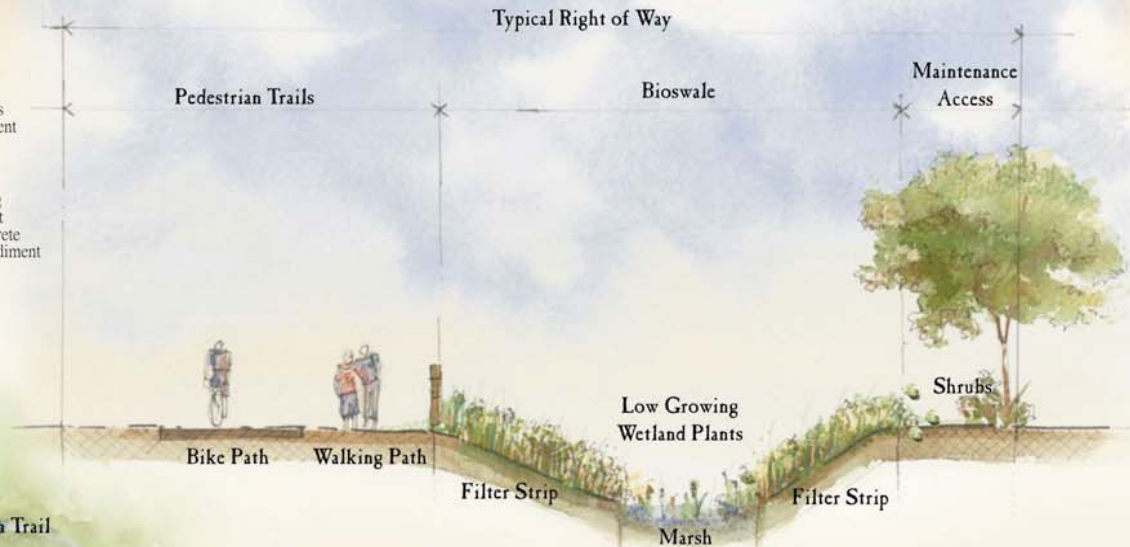 Typical Right of Way
Pedestrian Trails
Bioswale
Maintenance
Access
Low Growing
Wetland Plants
Shrubs
Bike Path
Walking Path
Filter Strip
Filter Strip
Marsh
Trail